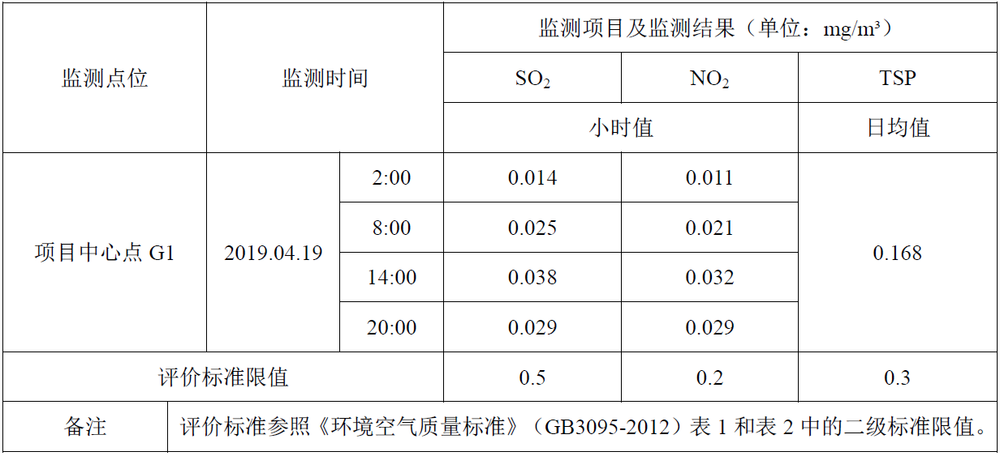 监测点位 监测时间 监测项目及监测结果（单位：mg/m³）
SO₂ NO₂ TSP
小时值 日均值
项目中心点 G1 2019.04.19 2:00 0.014 0.011 0.168
8:00 0.025 0.021
14:00 0.038 0.032
20:00 0.029 0.029
评价标准限值 0.5 0.2 0.3
备注 评价标准参照《环境空气质量标准》（GB3095-2012）表 1 和表 2 中的二级标准限值。